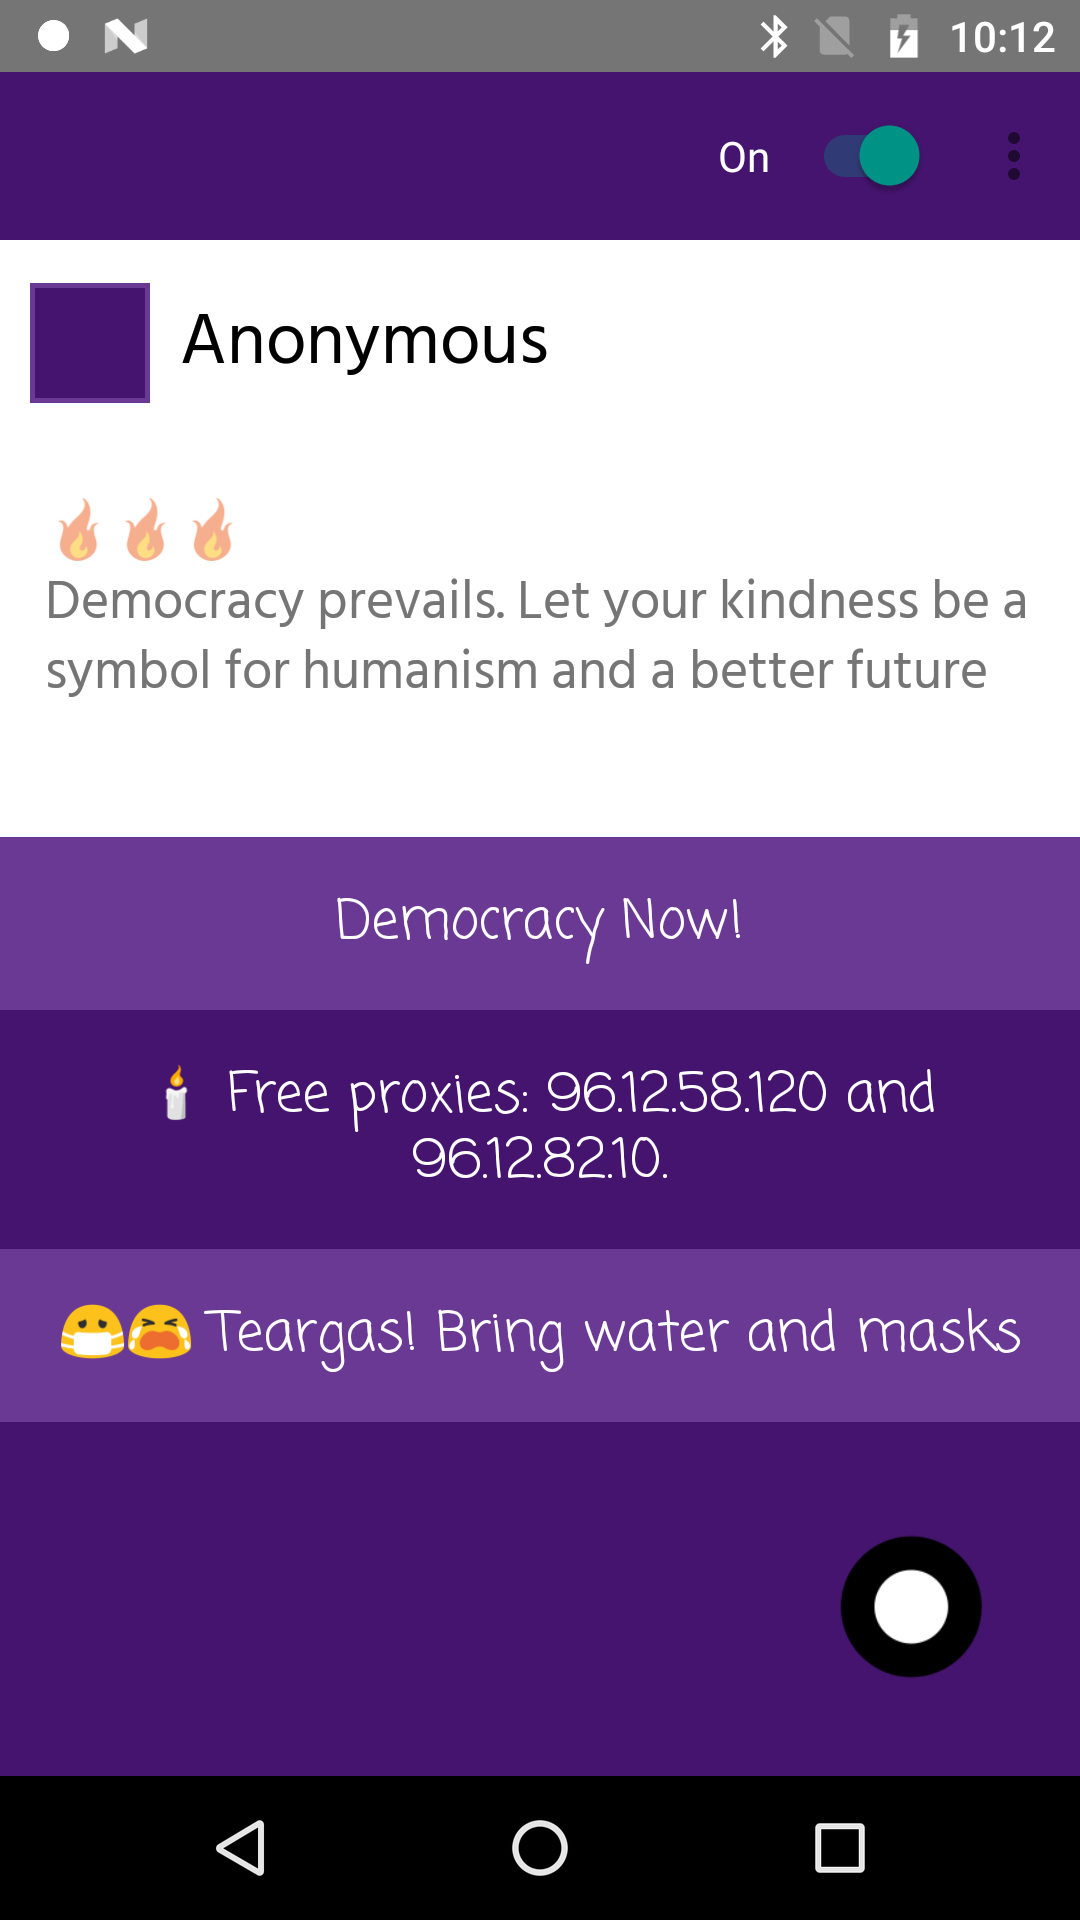 10:12
On
Anonymous
🔥🔥🔥
Democracy prevails. Let your kindness be a
symbol for humanism and a better future
Democracy Now!
🕯 Free proxies: 96.12.58.120 and
96.12.82.10.
😷😭 Teargas! Bring water and masks